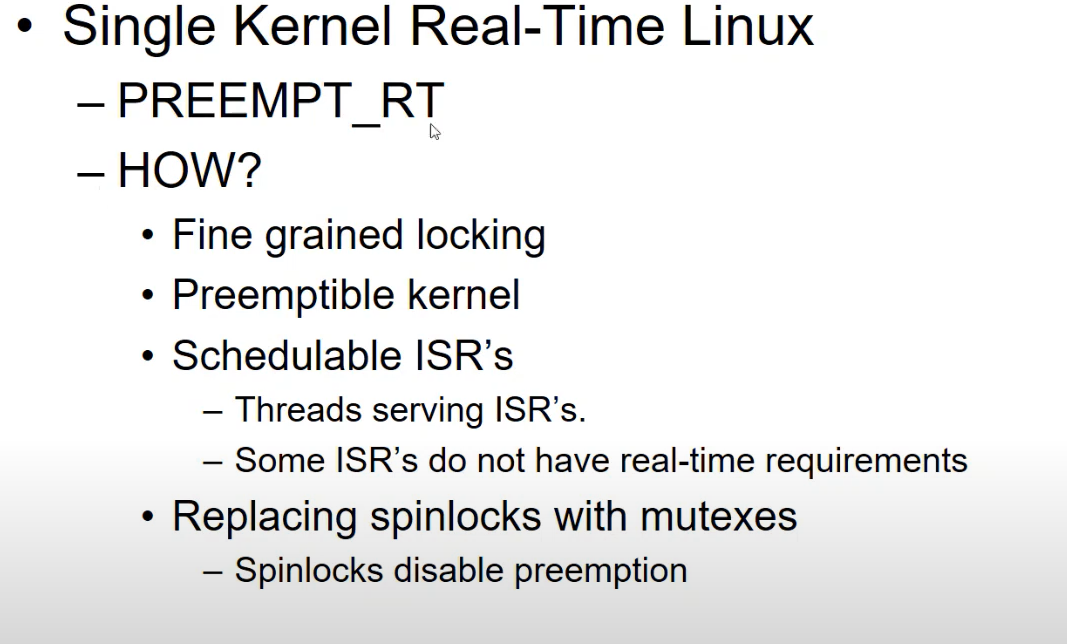 • Single Kernel Real-Time Linux
– PREEMPT_RT
– HOW?
• Fine grained locking
• Preemptible kernel
• Schedulable ISR’s
– Threads serving ISR’s.
– Some ISR’s do not have real-time requirements
• Replacing spinlocks with mutexes
– Spinlocks disable preemption